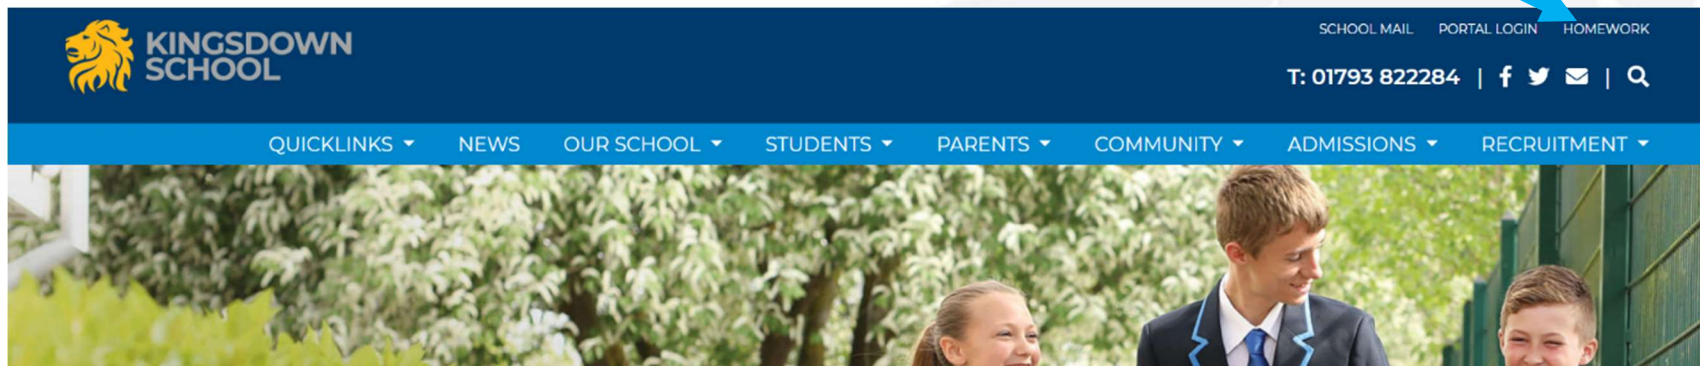 SCHOOL MAIL PORTAL LOGIN HOMEWORK
KINGSDOWN
SCHOOL
T: 01793 822284 | |
QUICKLINKS NEWS OUR SCHOOL STUDENTS PARENTS COMMUNITY ADMISSIONS RECRUITMENT